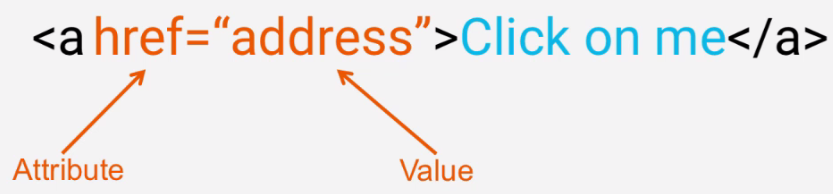 <a href=“address”>Click on me</a>
Attribute Value